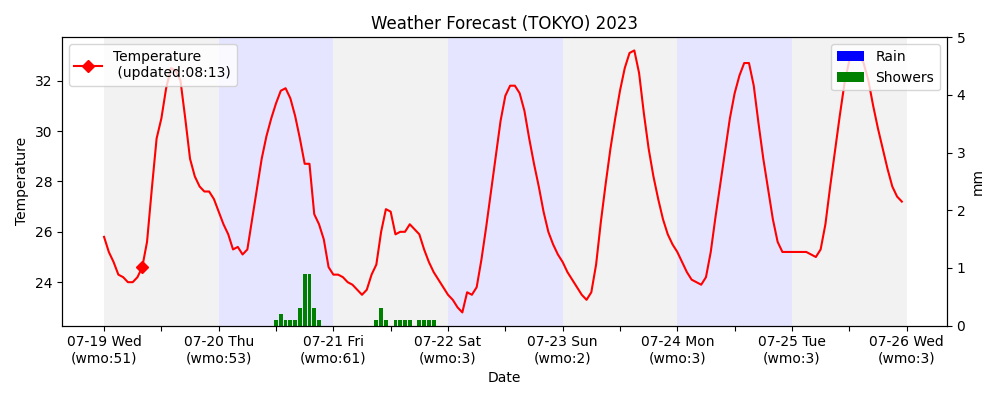 Weather Forecast (TOKYO) 2023
Temperature
(updated:08:13)
Rain
Showers
Temperature
32
30
28
26
24
5
4
3
2
1
0
mm
07-19 Wed
(wmo:51)
07-20 Thu
(wmo:53)
07-21 Fri
(wmo:61)
07-22 Sat
(wmo:3)
07-23 Sun
(wmo:2)
07-24 Mon
(wmo:3)
07-25 Tue
(wmo:3)
07-26 Wed
(wmo:3)
Date